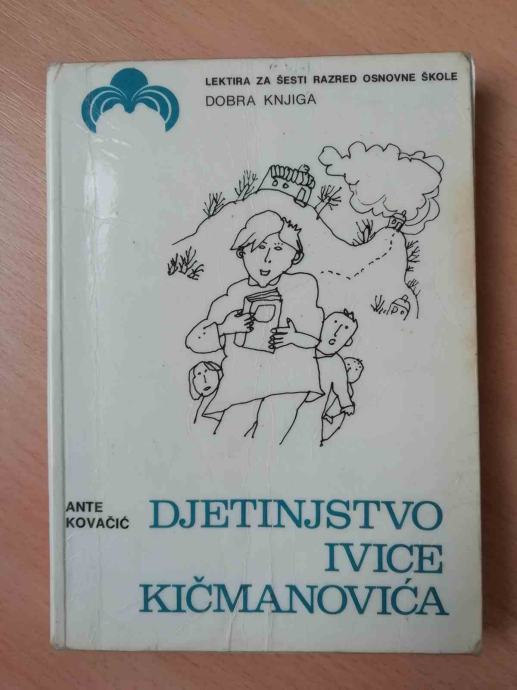 LEKTIRA ZA ŠESTI RAZRED OSNOVNE ŠKOLE
DOBRA KNJIGA
ANTE
KOVAČIĆ
DJETINJSTVO
IVICE
KIČMANOVIĆA